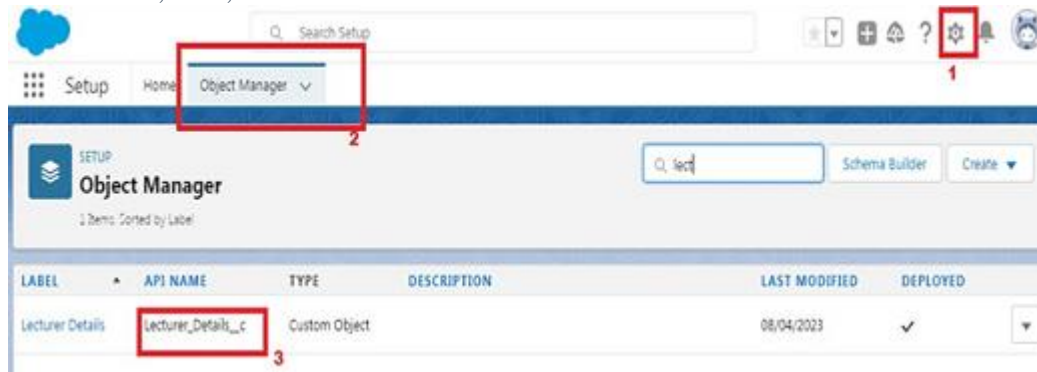 Search Setup
?
1
Setup Home Object Manager
2
SETUP
Object Manager
1 Items, Sorted by Label
lect
Schema Builder Create
LABEL API NAME TYPE DESCRIPTION LAST MODIFIED DEPLOYED
Lecturer Details Lecturer_Details__c Custom Object 08/04/2023
3